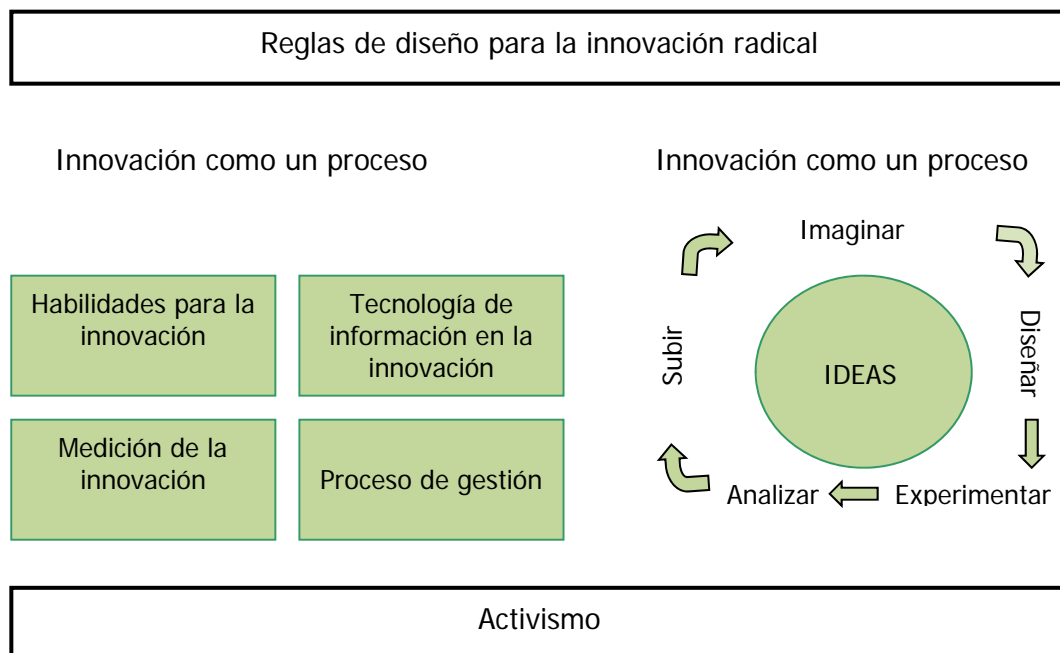 Reglas de diseño para la innovación radical
Innovación como un proceso
Innovación como un proceso
Habilidades para la
innovación
Tecnología de
información en la
innovación
Medición de la
innovación
Proceso de gestión
Imaginar
Diseñar
Experimentar
Analizar
Subir
IDEAS
Activismo